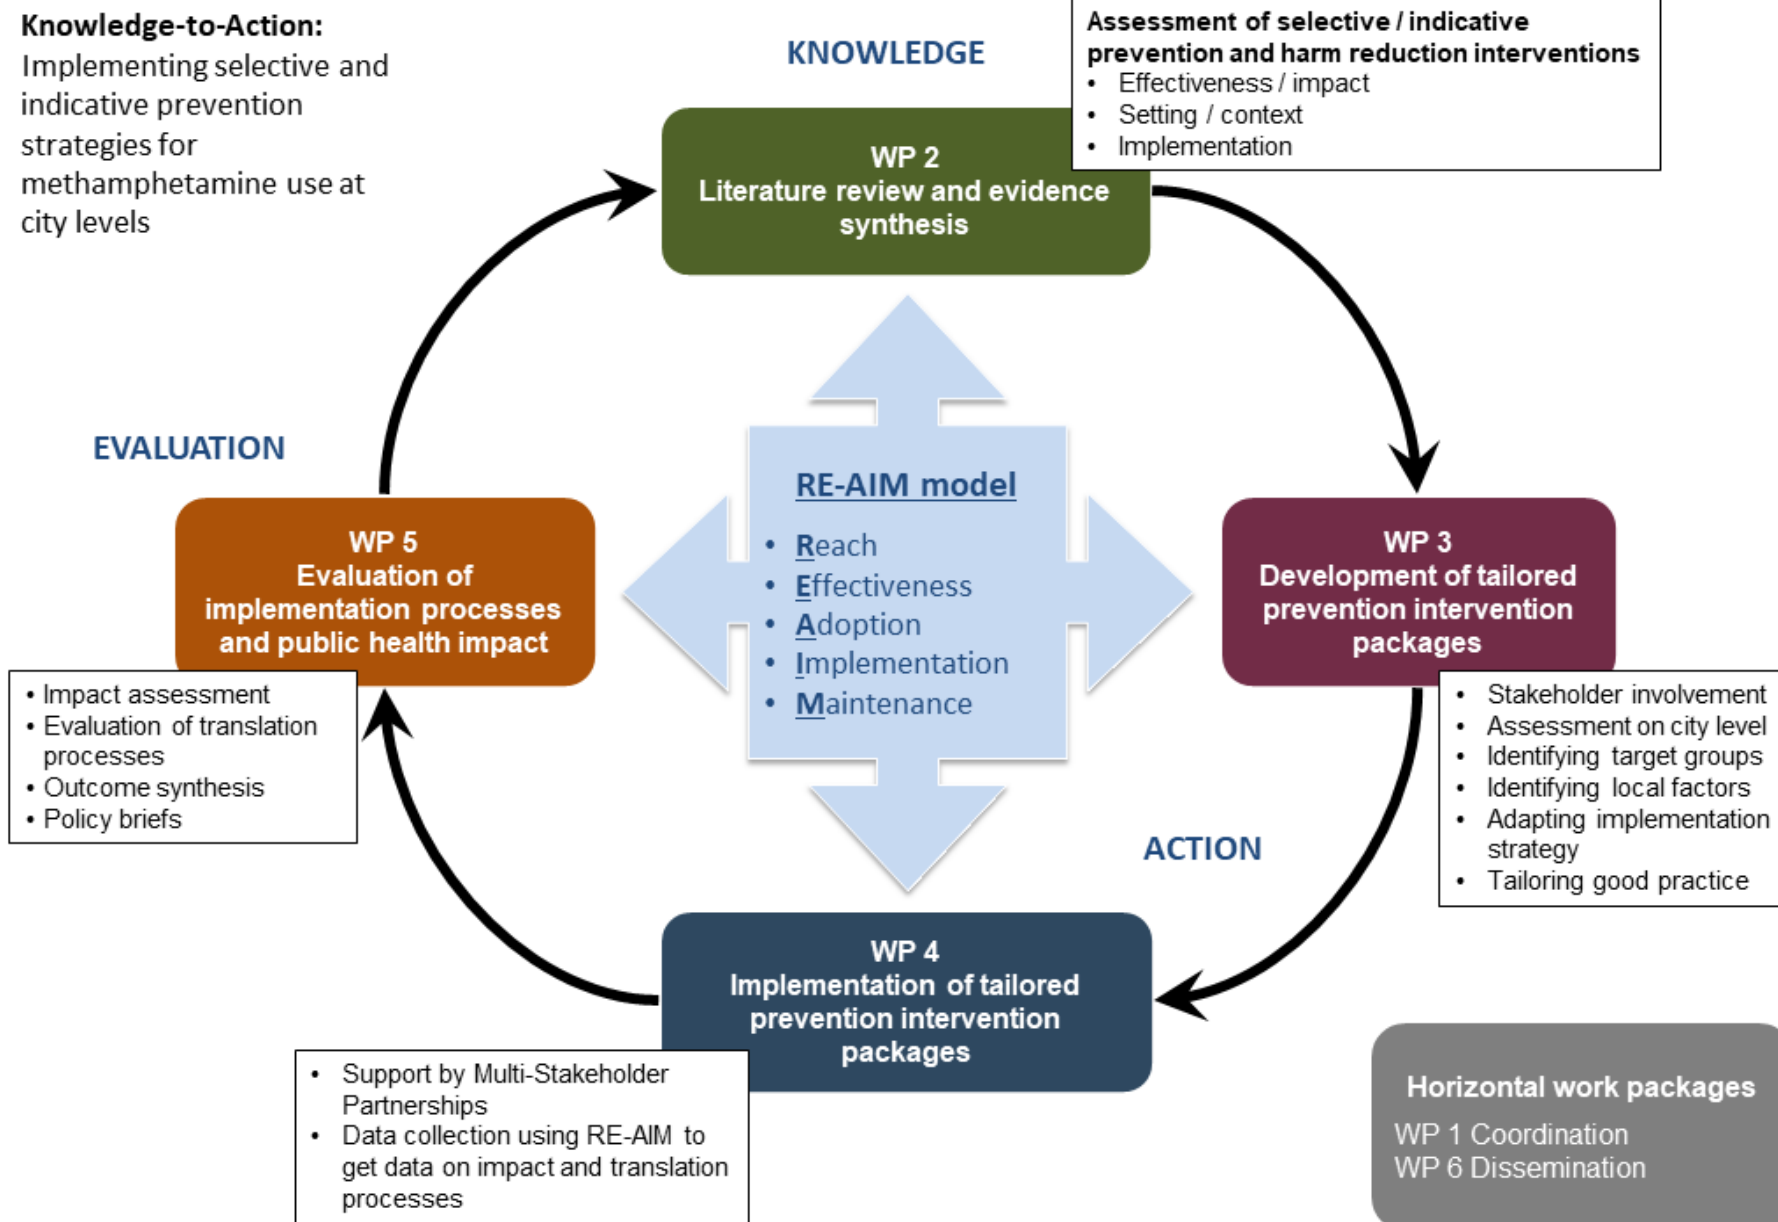 Knowledge-to-Action:
Implementing selective and
indicative prevention
strategies for
methamphetamine use at
city levels
KNOWLEDGE
Assessment of selective / indicative
prevention and harm reduction interventions
• Effectiveness / impact
• Setting / context
• Implementation
WP 2
Literature review and evidence
synthesis
EVALUATION
RE-AIM model
• Reach
• Effectiveness
• Adoption
• Implementation
• Maintenance
WP 5
Evaluation of
implementation processes
and public health impact
• Impact assessment
• Evaluation of translation
processes
• Outcome synthesis
• Policy briefs
WP 3
Development of tailored
prevention intervention
packages
• Stakeholder involvement
• Assessment on city level
• Identifying target groups
• Identifying local factors
• Adapting implementation
strategy
• Tailoring good practice
ACTION
WP 4
Implementation of tailored
prevention intervention
packages
• Support by Multi-Stakeholder
Partnerships
• Data collection using RE-AIM to
get data on impact and translation
processes
Horizontal work packages
WP 1 Coordination
WP 6 Dissemination